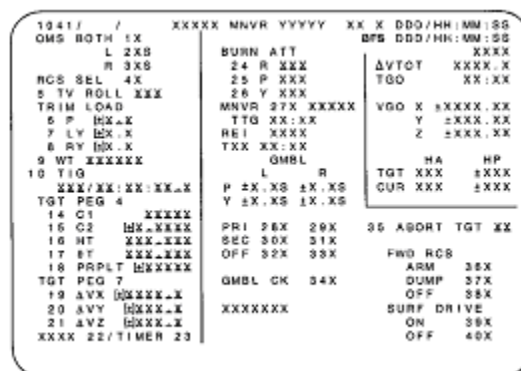 1041/ / XXXXX MNVR YYYYY XX X DDD/HH:MM:SS
OMS BOTH 1X BFS DDD/HH:MM:SS
L 2XS BURN ATT XXXX
R 3XS 24 R XXX ΔVTOT XXXX.X
RCS SEL 4X 25 P XXX TGO XX:XX
5 TV ROLL XXX 26 Y XXX
TRIM LOAD MNVR 27X XXXXX VGO X ±XXXX.XX
6 P [±]X.X TTG XX:XX Y ±XXX.XX
7 LY [±]X.X REI XXXX Z ±XXX.XX
8 RY [±]X.X TXX XX:XX
9 WT XXXXXX GMBL HA HP
10 TIG L R TGT XXX ±XXX
XXX/XX:XX:XX.X P ±X.XS ±X.XS CUR XXX ±XXX
TGT PEG 4 Y ±X.XS ±X.XS
14 C1 XXXXX
15 C2 [±]X.XXXX PRI 28X 29X 35 ABORT TGT XX
16 HT XXX.XXX SEC 30X 31X
17 θT XXX.XXX OFF 32X 33X FWD RCS
18 PRPLT [±]XXXXX ARM 36X
TGT PEG 7 GMBL CK 34X DUMP 37X
19 ΔVX [±]XXXX.X OFF 38X
20 ΔVY [±]XXX.X XXXXXXX SURF DRIVE
21 ΔVZ [±]XXX.X ON 39X
XXXX 22/TIMER 23 OFF 40X